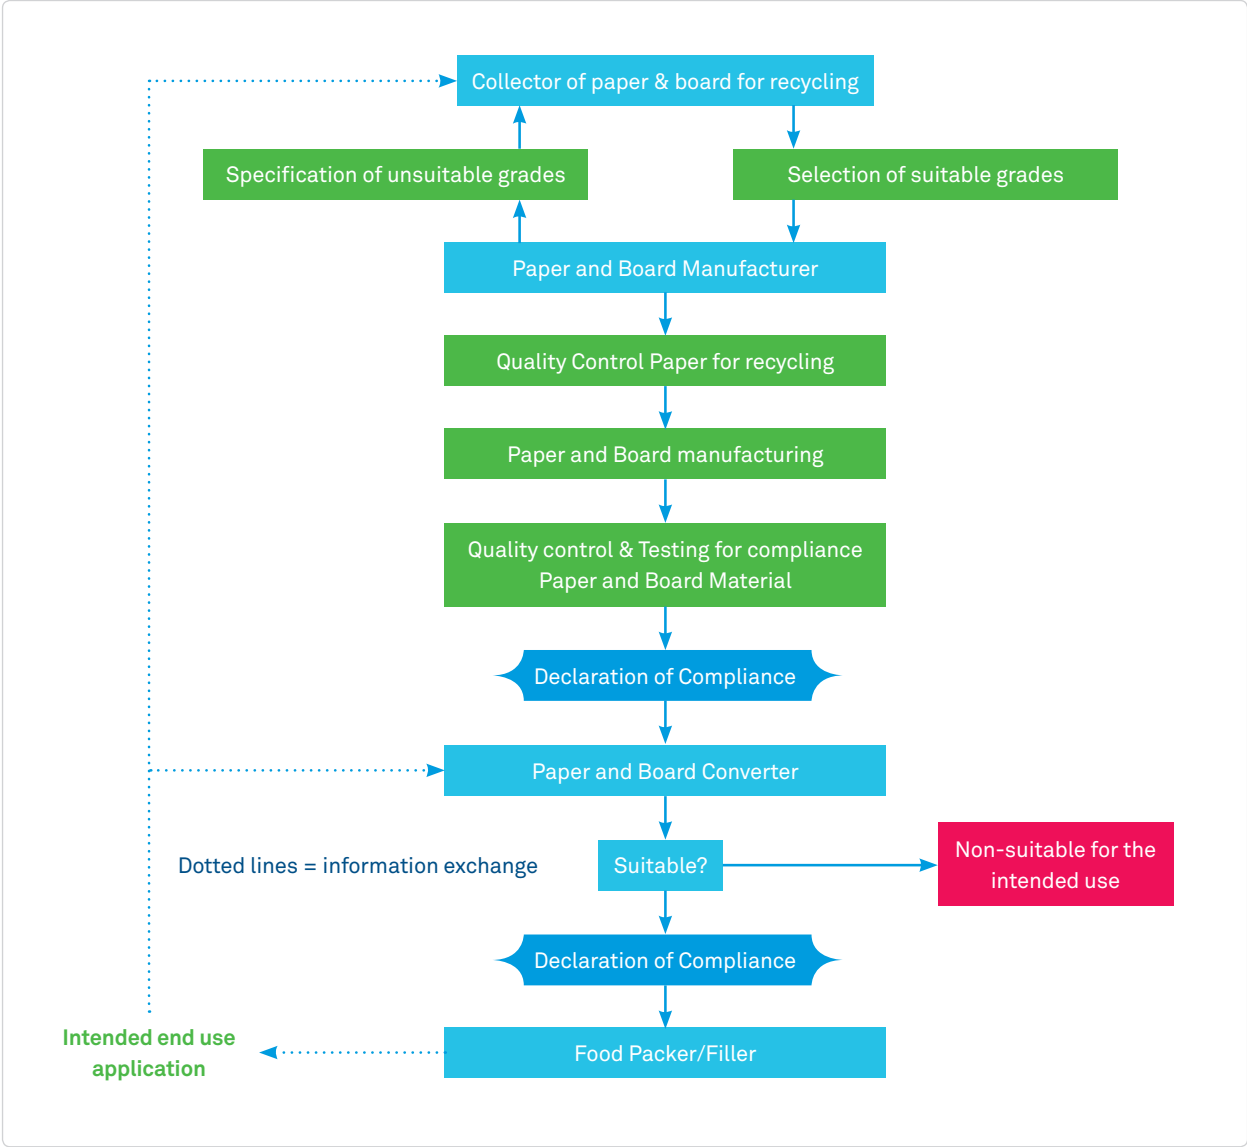 Collector of paper & board for recycling
Specification of unsuitable grades
Selection of suitable grades
Paper and Board Manufacturer
Quality Control Paper for recycling
Paper and Board manufacturing
Quality control & Testing for compliance
Paper and Board Material
Declaration of Compliance
Paper and Board Converter
Dotted lines = information exchange
Suitable?
Non-suitable for the
intended use
Declaration of Compliance
Intended end use
application
Food Packer/Filler